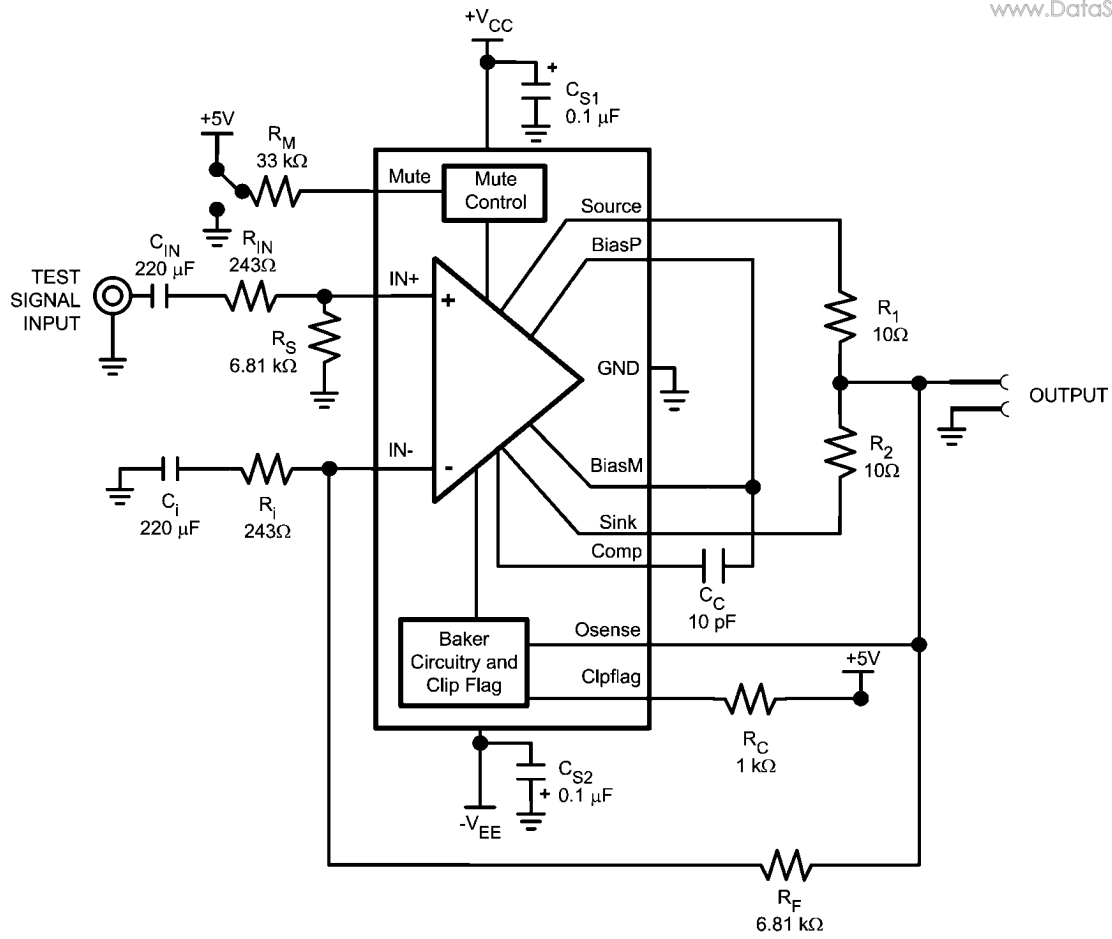 www.DataS
+VCC
+
CS1
0.1 µF
+5V
RM
33 kΩ
Mute
Mute
Control
Source
BiasP
CIN
220 µF
RIN
243Ω
TEST
SIGNAL
INPUT
IN+
+
RS
6.81 kΩ
R1
10Ω
GND
OUTPUT
IN-
-
BiasM
R2
10Ω
Ci
220 µF
Ri
243Ω
Sink
Comp
CC
10 pF
Baker
Circuitry and
Clip Flag
Osense
Clpflag
+5V
RC
1 kΩ
CS2
+ 0.1 µF
-VEE
RF
6.81 kΩ